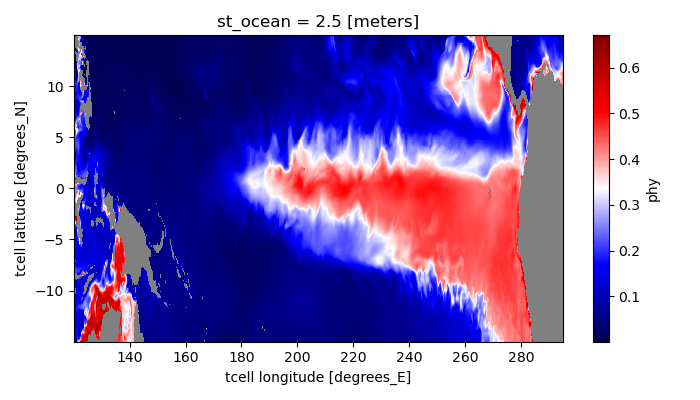 st_ocean = 2.5 [meters]
10
5
0
−5
−10
tcell latitude [degrees_N]
140 160 180 200 220 240 260 280
tcell longitude [degrees_E]
0.6
0.5
0.4
0.3
0.2
0.1
phy